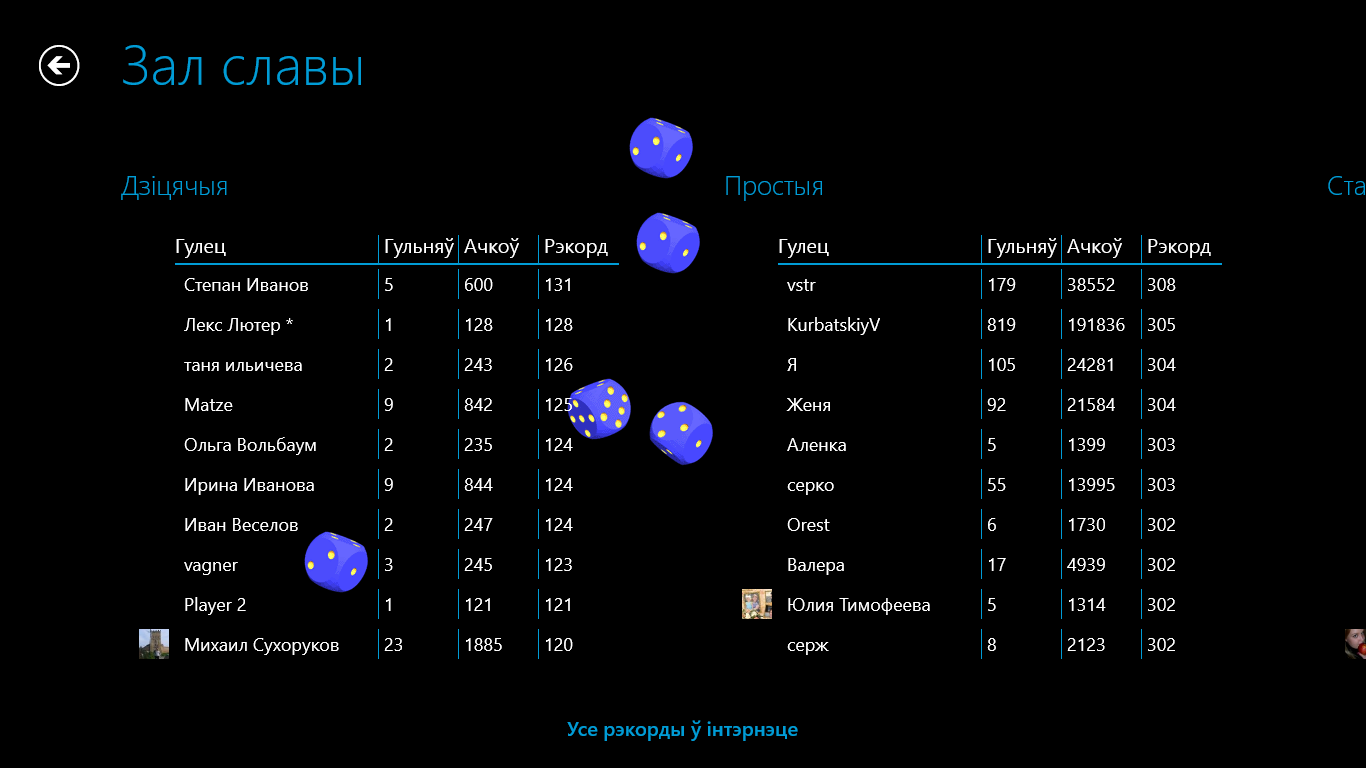 Зал славы
Дзіцячыя
Гулец Гульняў Ачкоў Рэкорд
Степан Иванов 5 600 131
Лекс Лютер * 1 128 128
таня ильичева 2 243 126
Matze 9 842 125
Ольга Вольбаум 2 235 124
Ирина Иванова 9 844 124
Иван Веселов 2 247 124
vagner 3 245 123
Player 2 1 121 121
Михаил Сухоруков 23 1885 120
Простыя
Гулец Гульняў Ачкоў Рэкорд
vstr 179 38552 308
KurbatskiyV 819 191836 305
Я 105 24281 304
Женя 92 21584 304
Аленка 5 1399 303
серко 55 13995 303
Orest 6 1730 302
Валера 17 4939 302
Юлия Тимофеева 5 1314 302
серж 8 2123 302
Ста
Усе рэкорды ў інтэрнэце